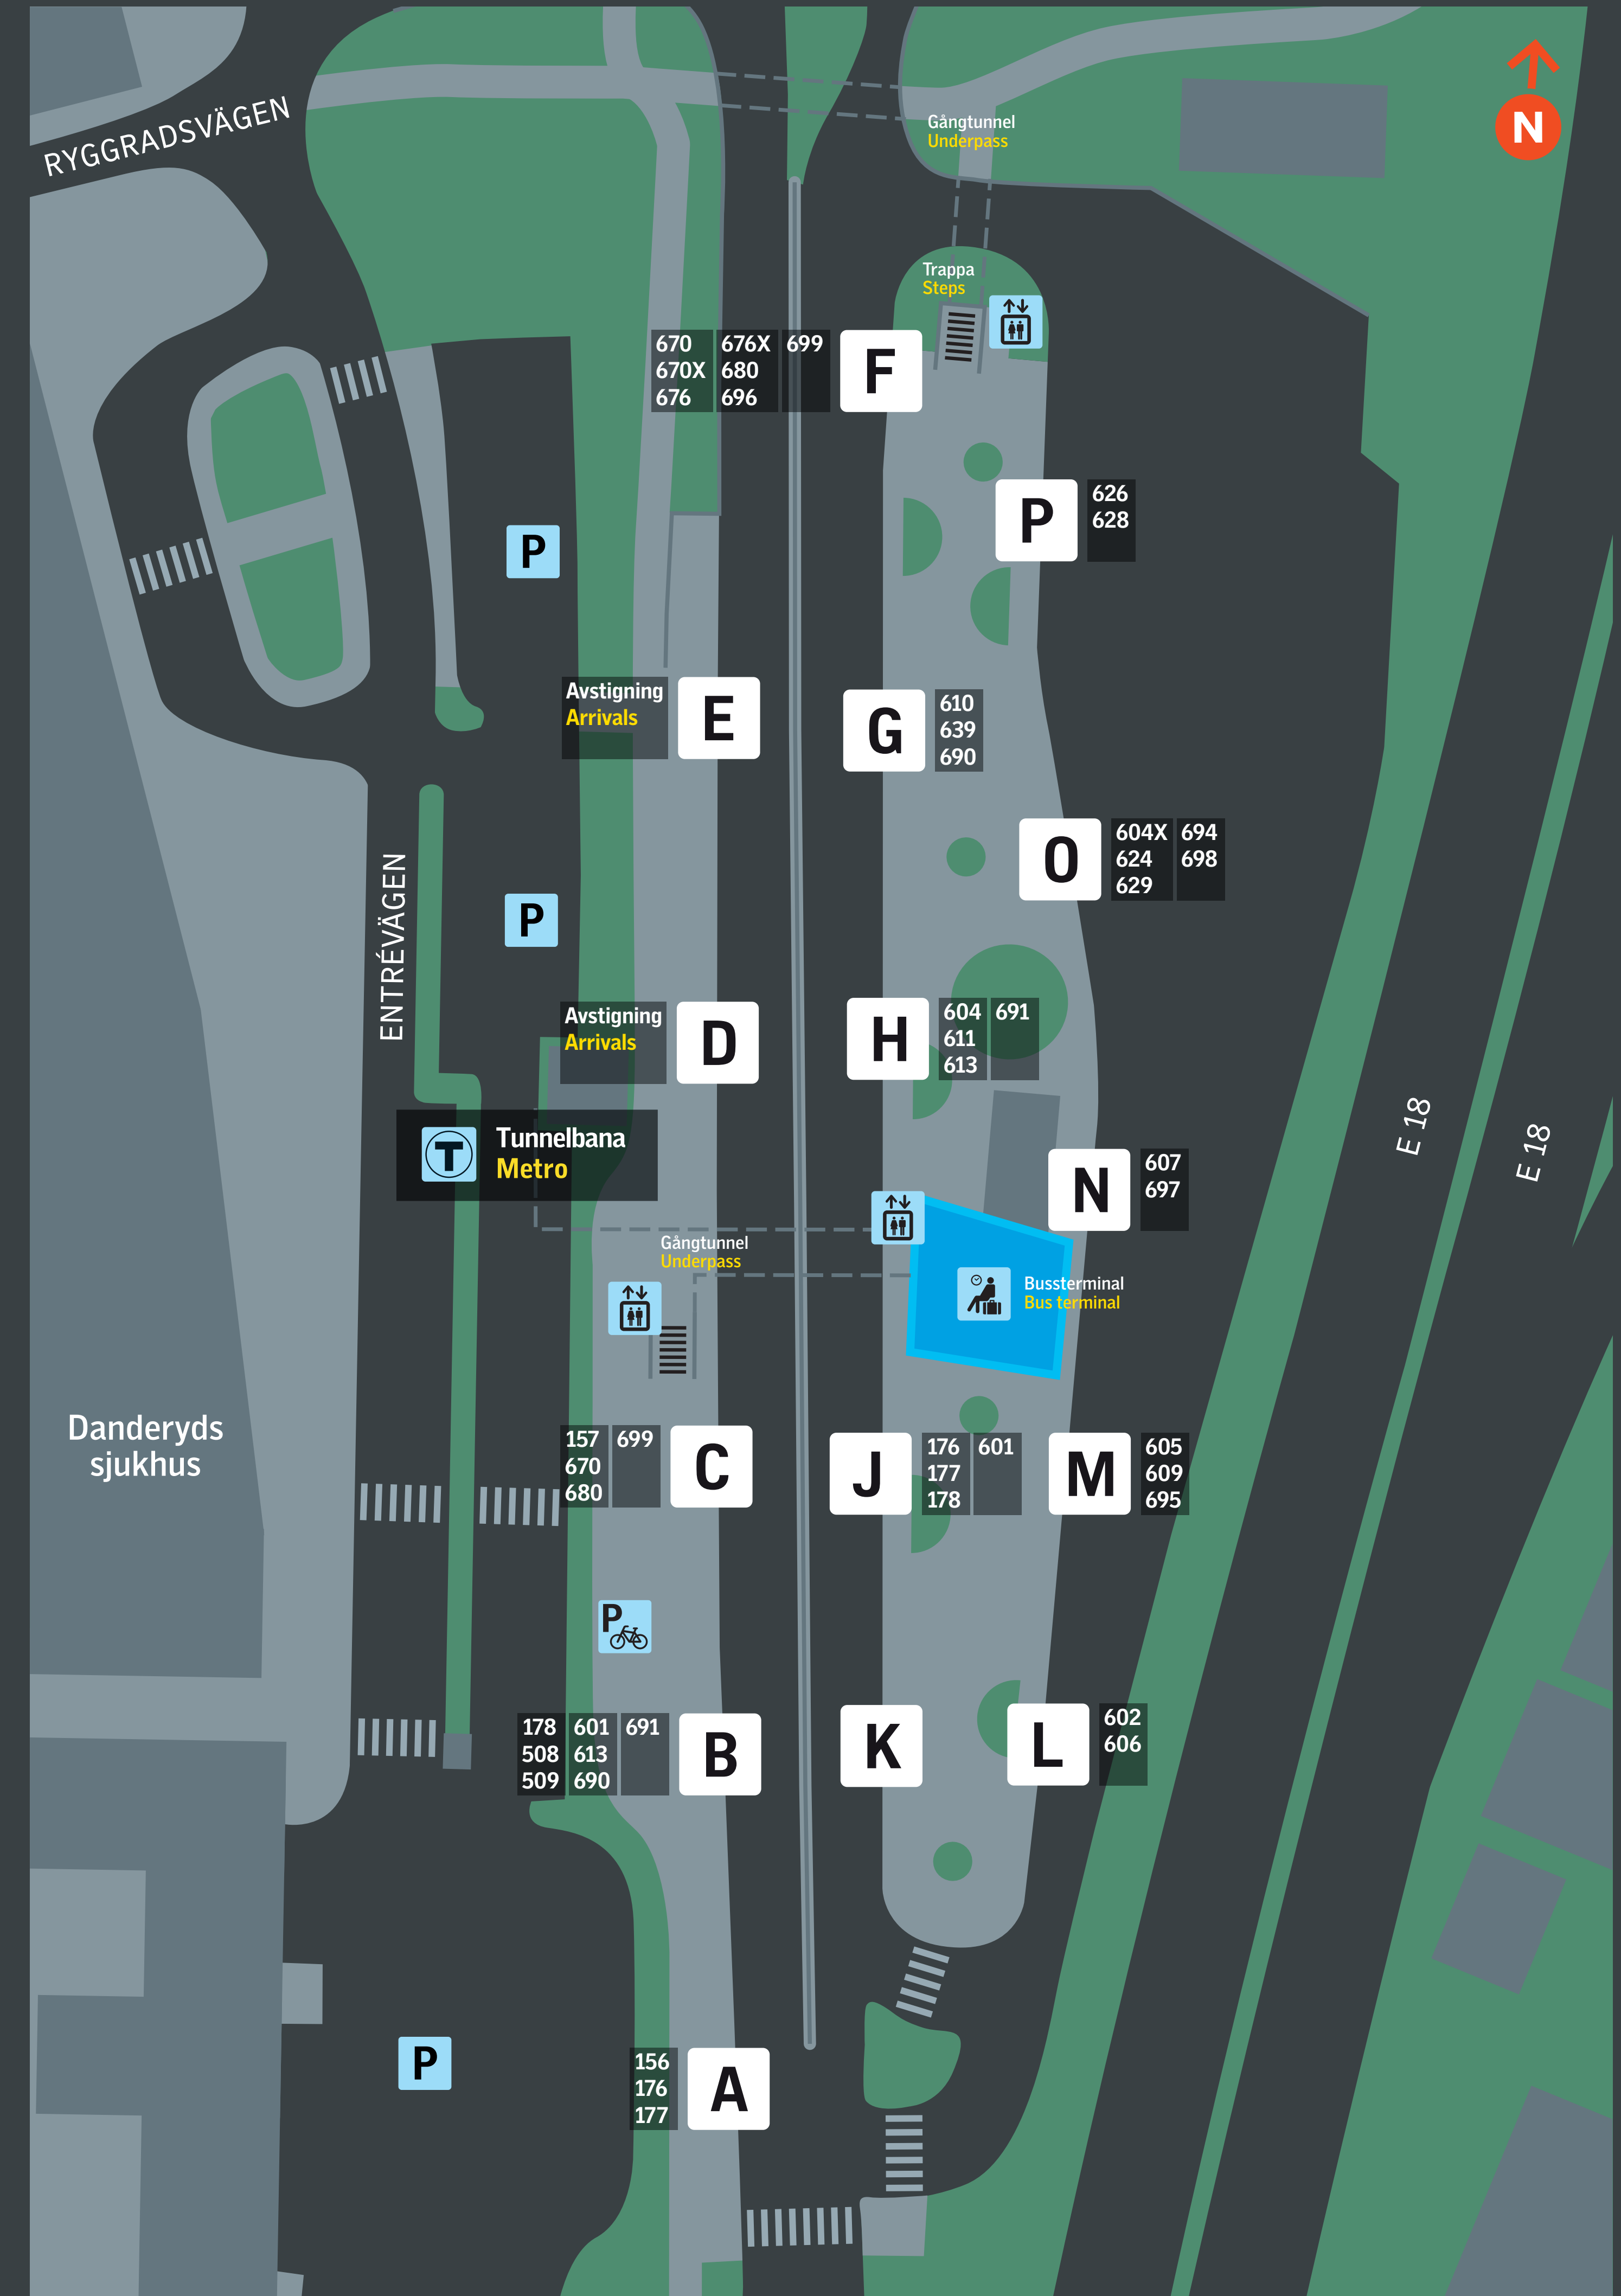 RYGGRADSVÄGEN
N
Gångtunnel
Underpass
Trappa
Steps
670 676X 699
670X 680
676 696
F
P
626
628
P
Avstigning
Arrivals
E
G
610
639
690
O
604X 694
624 698
629
P
ENTRÉVÄGEN
Avstigning
Arrivals
D
H
604 691
611
613
E 18
E 18
T
Tunnelbana
Metro
N
607
697
Gångtunnel
Underpass
Bussterminal
Bus terminal
Danderyds
sjukhus
157 699
670
680
C
J
176 601
177
178
M
605
609
695
P
178 601 691
508 613
509 690
B
K
L
602
606
P
156
176
177
A